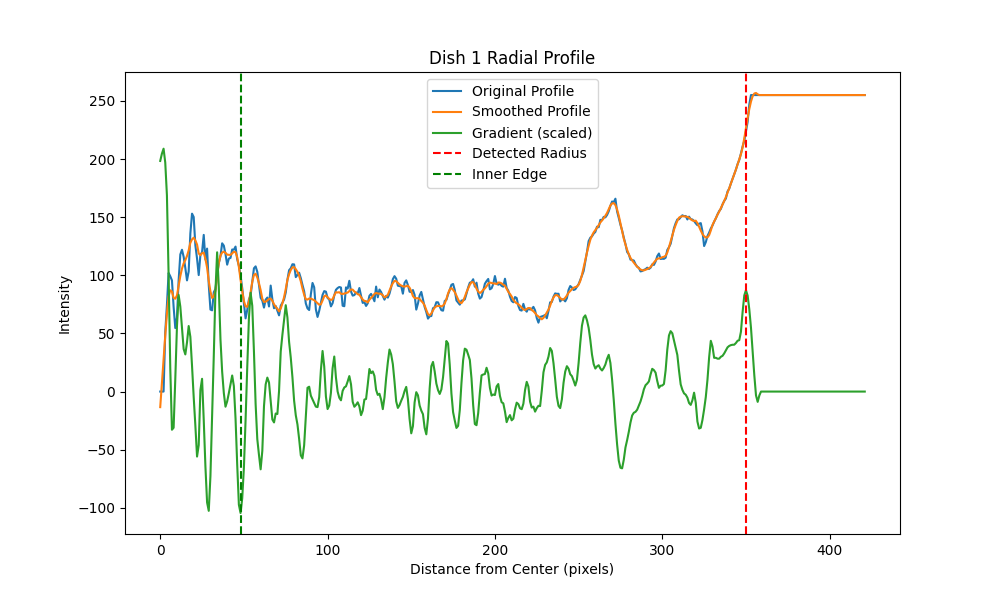 Dish 1 Radial Profile
Original Profile
Smoothed Profile
Gradient (scaled)
Detected Radius
Inner Edge
250
200
150
100
50
0
−50
−100
Intensity
0 100 200 300 400
Distance from Center (pixels)